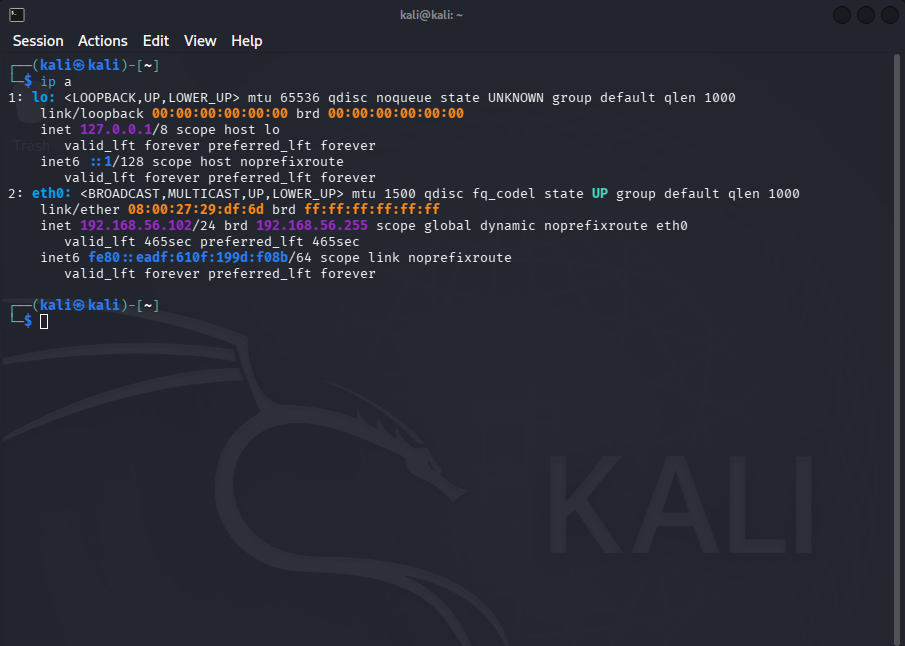 kali@kali: ~
Session Actions Edit View Help
┌──(kali㉿kali)-[~]
└─$ ip a
1: lo: <LOOPBACK,UP,LOWER_UP> mtu 65536 qdisc noqueue state UNKNOWN group default qlen 1000
    link/loopback 00:00:00:00:00:00 brd 00:00:00:00:00:00
    inet 127.0.0.1/8 scope host lo
       valid_lft forever preferred_lft forever
    inet6 ::1/128 scope host noprefixroute
       valid_lft forever preferred_lft forever
2: eth0: <BROADCAST,MULTICAST,UP,LOWER_UP> mtu 1500 qdisc fq_codel state UP group default qlen 1000
    link/ether 08:00:27:29:df:6d brd ff:ff:ff:ff:ff:ff
    inet 192.168.56.102/24 brd 192.168.56.255 scope global dynamic noprefixroute eth0
       valid_lft 465sec preferred_lft 465sec
    inet6 fe80::eadf:610f:199d:f08b/64 scope link noprefixroute
       valid_lft forever preferred_lft forever
┌──(kali㉿kali)-[~]
└─$
Trash
KALI